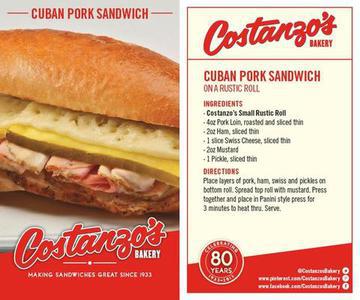 CUBAN PORK SANDWICH
Costanzo's
BAKERY
MAKING SANDWICHES GREAT SINCE 1933
Costanzo's
BAKERY
CUBAN PORK SANDWICH
ON A RUSTIC ROLL
INGREDIENTS
- Costanzo's Small Rustic Roll
- 4oz Pork Loin, roasted and sliced thin
- 2oz Ham, sliced thin
- 1 slice Swiss Cheese, sliced thin
- 2oz Mustard
- 1 Pickle, sliced thin
DIRECTIONS
Place layers of pork, ham, swiss and pickles on
bottom roll. Spread top roll with mustard. Press
together and place in Panini style press for
3 minutes to heat thru. Serve.
CELEBRATING
80
YEARS
1933-2013
@CostanzosBakery
www.pinterest.com/CostanzosBakery
www.facebook.com/CostanzosBakery